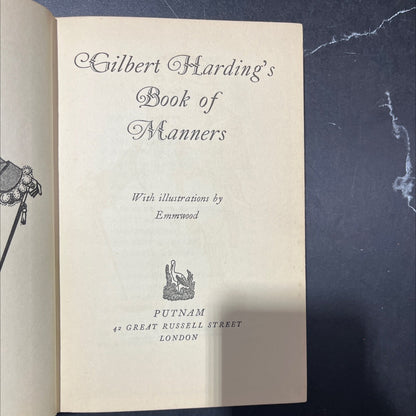 Gilbert Harding's
Book of
Manners
With illustrations by
Emmwood
PUTNAM
42 GREAT RUSSELL STREET
LONDON